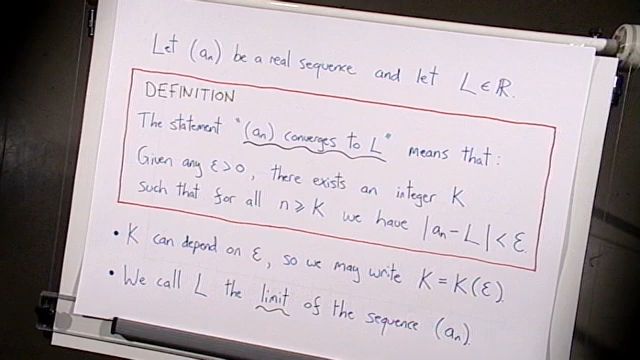 Let (aₙ) be a real sequence and let L ∈ ℝ.
DEFINITION
The statement "(aₙ) converges to L" means that:
Given any ε > 0, there exists an integer K
such that for all n ⩾ K we have |aₙ - L| < ε.
• K can depend on ε, so we may write K = K(ε).
• We call L the limit of the sequence (aₙ).